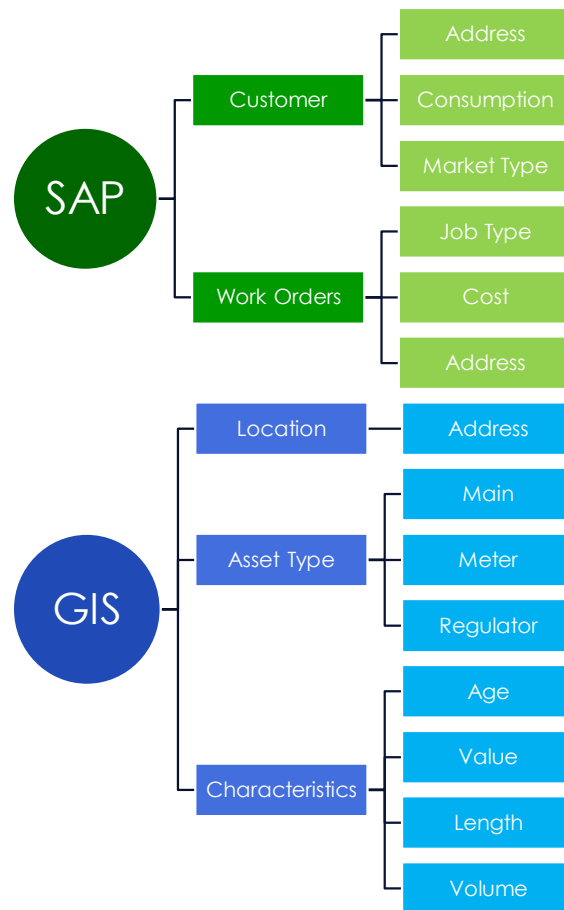 SAP
Customer
Address
Consumption
Market Type
Work Orders
Job Type
Cost
Address
GIS
Location
Address
Asset Type
Main
Meter
Regulator
Characteristics
Age
Value
Length
Volume